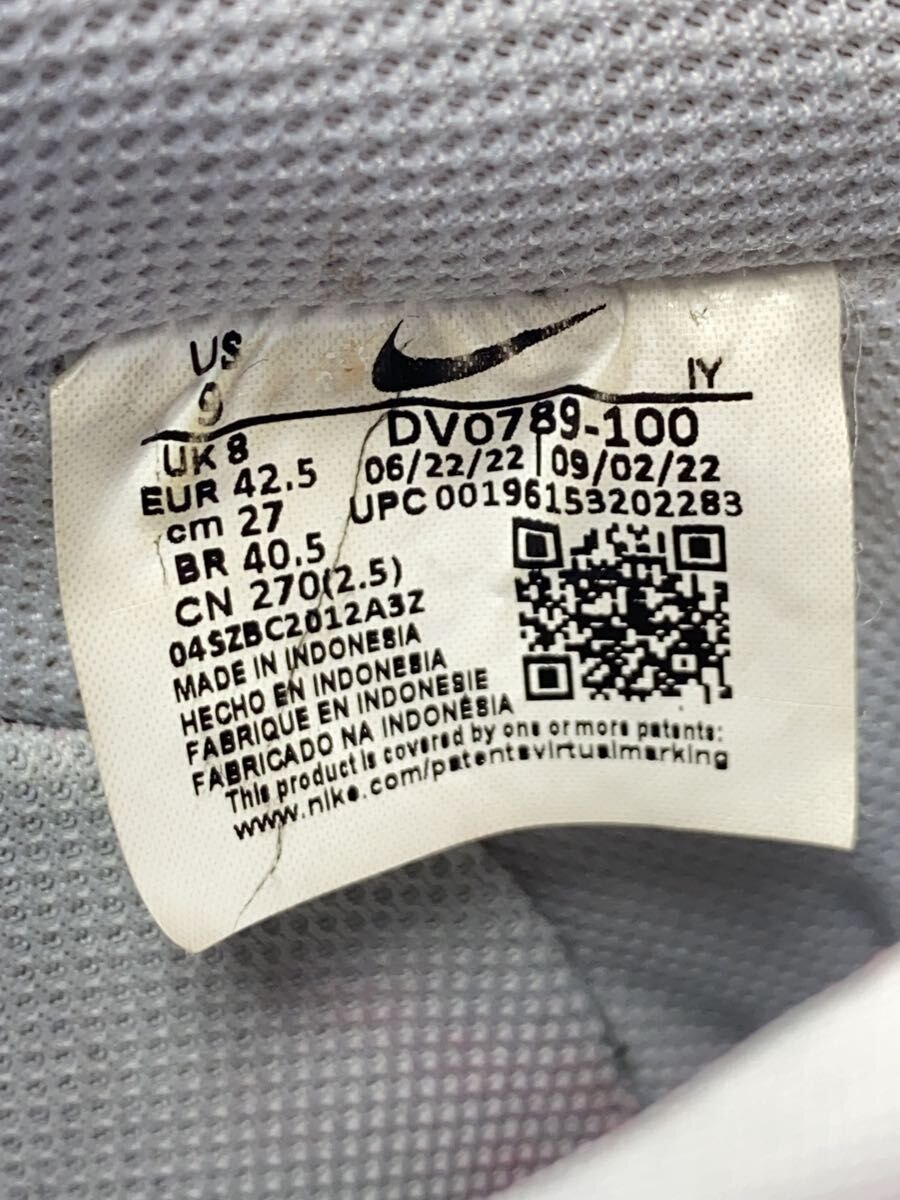 US
9
IY
UK 8
EUR 42.5
cm 27
BR 40.5
CN 270(2.5)
DV0789-100
06/22/22 | 09/02/22
UPC 00196153202283
04SZBC2012A3Z
MADE IN INDONESIA
HECHO EN INDONESIA
FABRIQUE EN INDONESIE
FABRICADO NA INDONÉSIA
This product is covered by one or more patents:
www.nike.com/patentsvirtualmarking